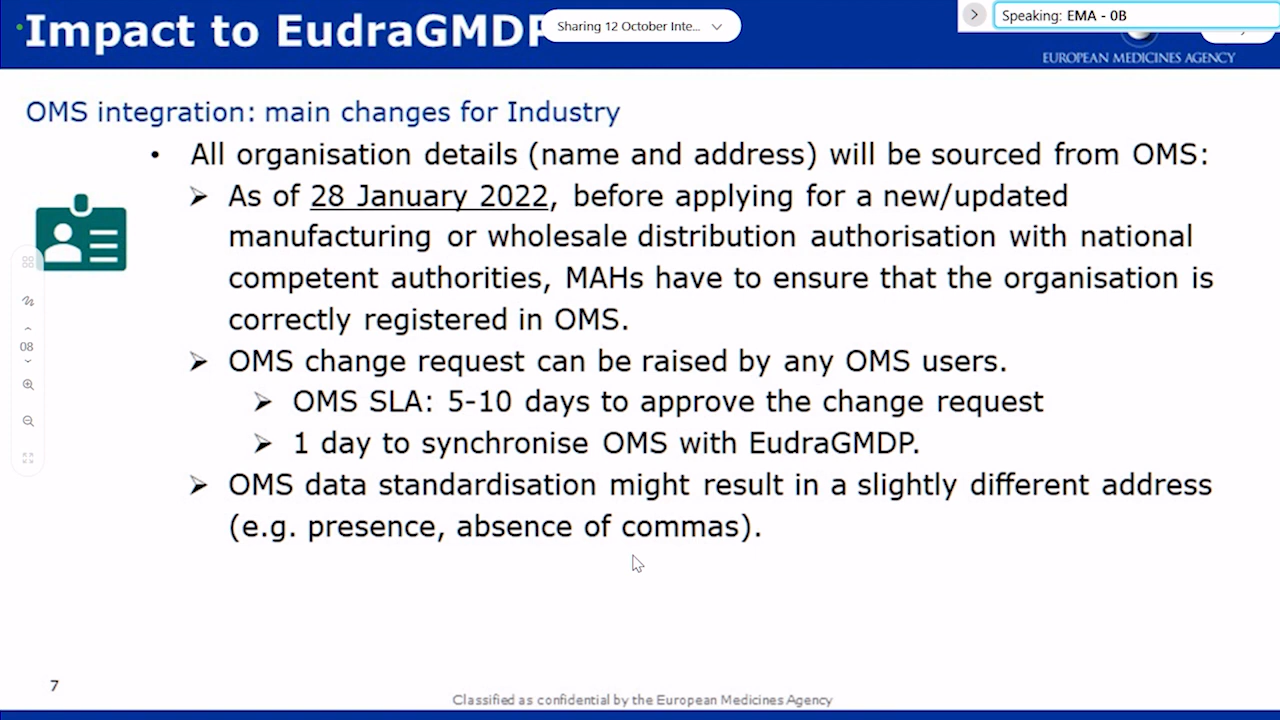 Impact to EudraGMDP
Sharing 12 October Inte...
Speaking: EMA - 0B
EUROPEAN MEDICINES AGENCY
OMS integration: main changes for Industry
• All organisation details (name and address) will be sourced from OMS:
➢ As of 28 January 2022, before applying for a new/updated
manufacturing or wholesale distribution authorisation with national
competent authorities, MAHs have to ensure that the organisation is
correctly registered in OMS.
➢ OMS change request can be raised by any OMS users.
➢ OMS SLA: 5-10 days to approve the change request
➢ 1 day to synchronise OMS with EudraGMDP.
➢ OMS data standardisation might result in a slightly different address
(e.g. presence, absence of commas).
08
7
Classified as confidential by the European Medicines Agency